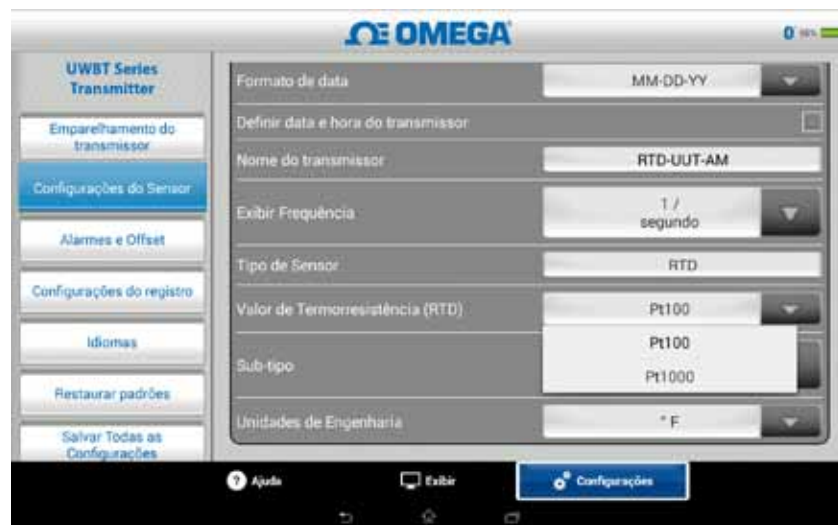 OMEGA
UWBT Series
Transmitter
Emparelhamento do
transmissor
Configurações do Sensor
Alarmes e Offset
Configurações do registro
Idiomas
Restaurar padrões
Salvar Todas as
Configurações
Formato de data
MM-DD-YY
Definir data e hora do transmissor
Nome do transmissor
RTD-UUT-AM
Exibir Frequência
1 /
segundo
Tipo de Sensor
RTD
Valor de Termorresistência (RTD)
Pt100
Pt100
Pt1000
Sub-tipo
Unidades de Engenharia
° F
Ajuda
Exibir
Configurações